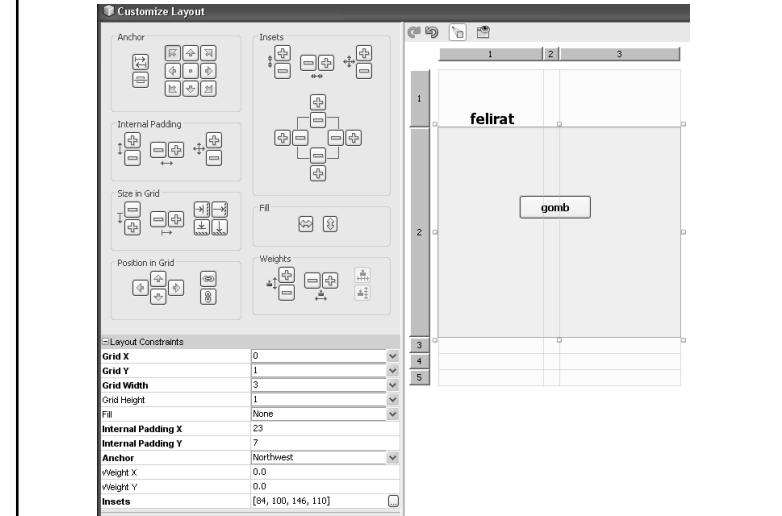 Customize Layout
Anchor
Insets
Internal Padding
Size in Grid
Fill
Position in Grid
Weights
Layout Constraints
Grid X 0
Grid Y 1
Grid Width 3
Grid Height 1
Fill None
Internal Padding X 23
Internal Padding Y 7
Anchor Northwest
Weight X 0.0
Weight Y 0.0
Insets [84, 100, 146, 110] ...
1 2 3
1
felirat
gomb
2
3
4
5